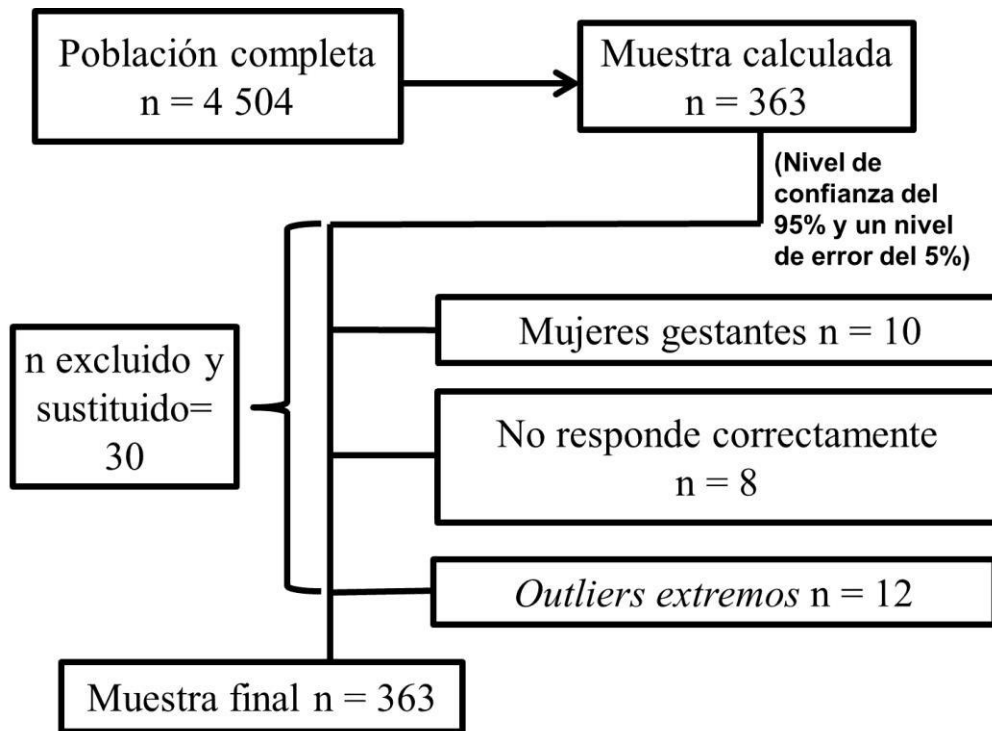 Población completa
n = 4 504
Muestra calculada
n = 363
(Nivel de
confianza del
95% y un nivel
de error del 5%)
n excluido y
sustituido=
30
Mujeres gestantes n = 10
No responde correctamente
n = 8
Outliers extremos n = 12
Muestra final n = 363